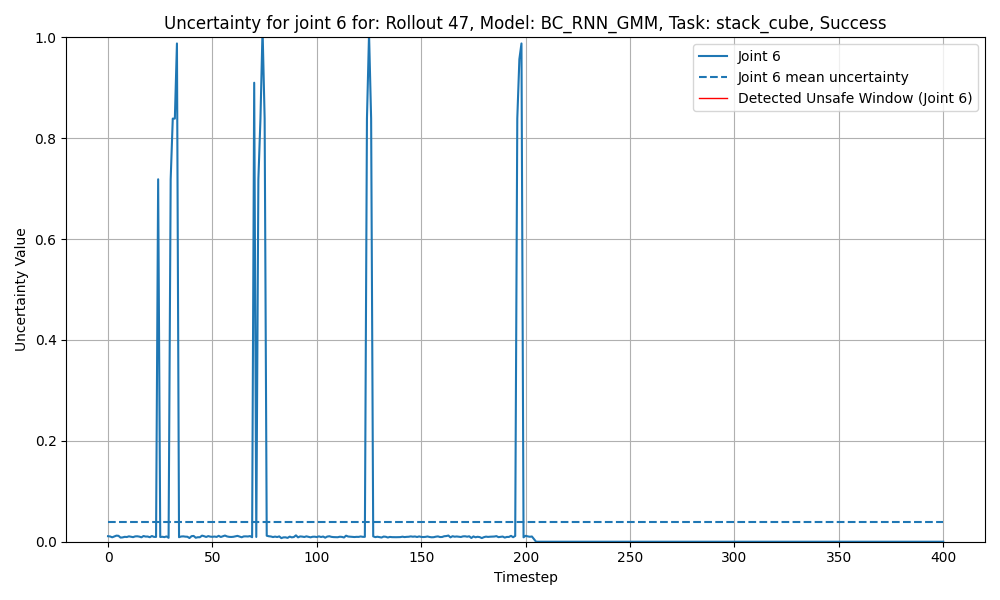 Uncertainty for joint 6 for: Rollout 47, Model: BC_RNN_GMM, Task: stack_cube, Success
Joint 6
Joint 6 mean uncertainty
Detected Unsafe Window (Joint 6)
Uncertainty Value
1.0
0.8
0.6
0.4
0.2
0.0
0 50 100 150 200 250 300 350 400
Timestep